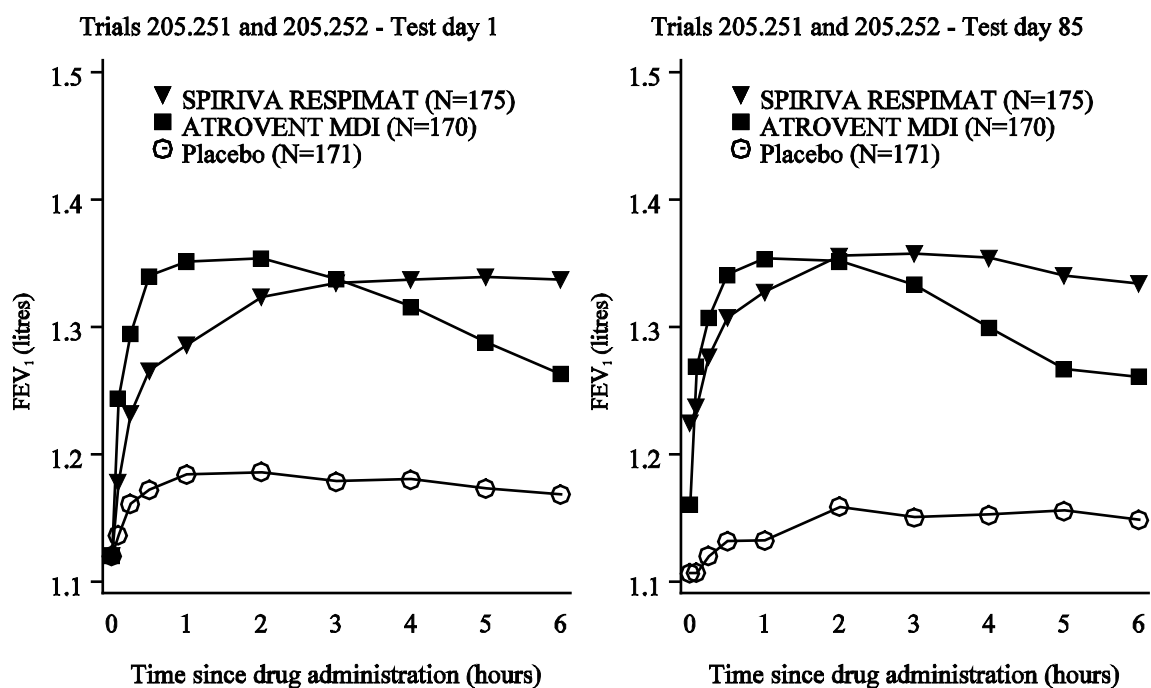 Trials 205.251 and 205.252 - Test day 1
1.5
1.4
1.3
1.2
1.1
FEV₁ (litres)
SPIRIVA RESPIMAT (N=175)
ATROVENT MDI (N=170)
Placebo (N=171)
0 1 2 3 4 5 6
Time since drug administration (hours)
Trials 205.251 and 205.252 - Test day 85
1.5
1.4
1.3
1.2
1.1
FEV₁ (litres)
SPIRIVA RESPIMAT (N=175)
ATROVENT MDI (N=170)
Placebo (N=171)
0 1 2 3 4 5 6
Time since drug administration (hours)